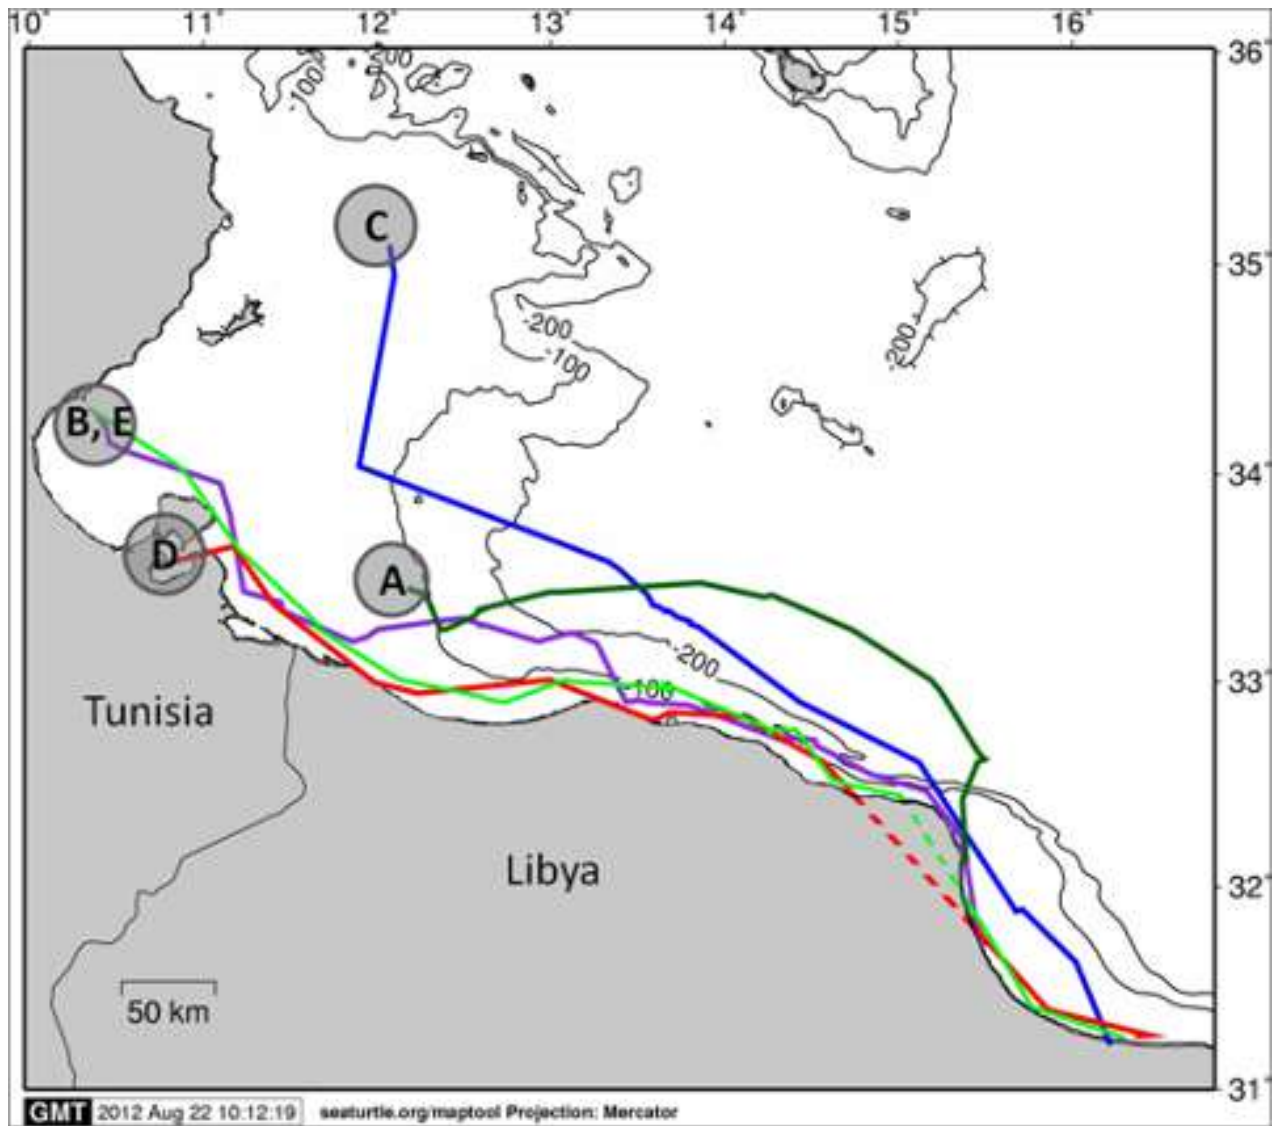 10° 11° 12° 13° 14° 15° 16°
36°
-200
-100
C
35°
-200
-100
-200
B, E
34°
D
A
-200
33°
-100
Tunisia
Libya
32°
50 km
31°
GMT 2012 Aug 22 10:12:19 seaturtle.org/maptool Projection: Mercator